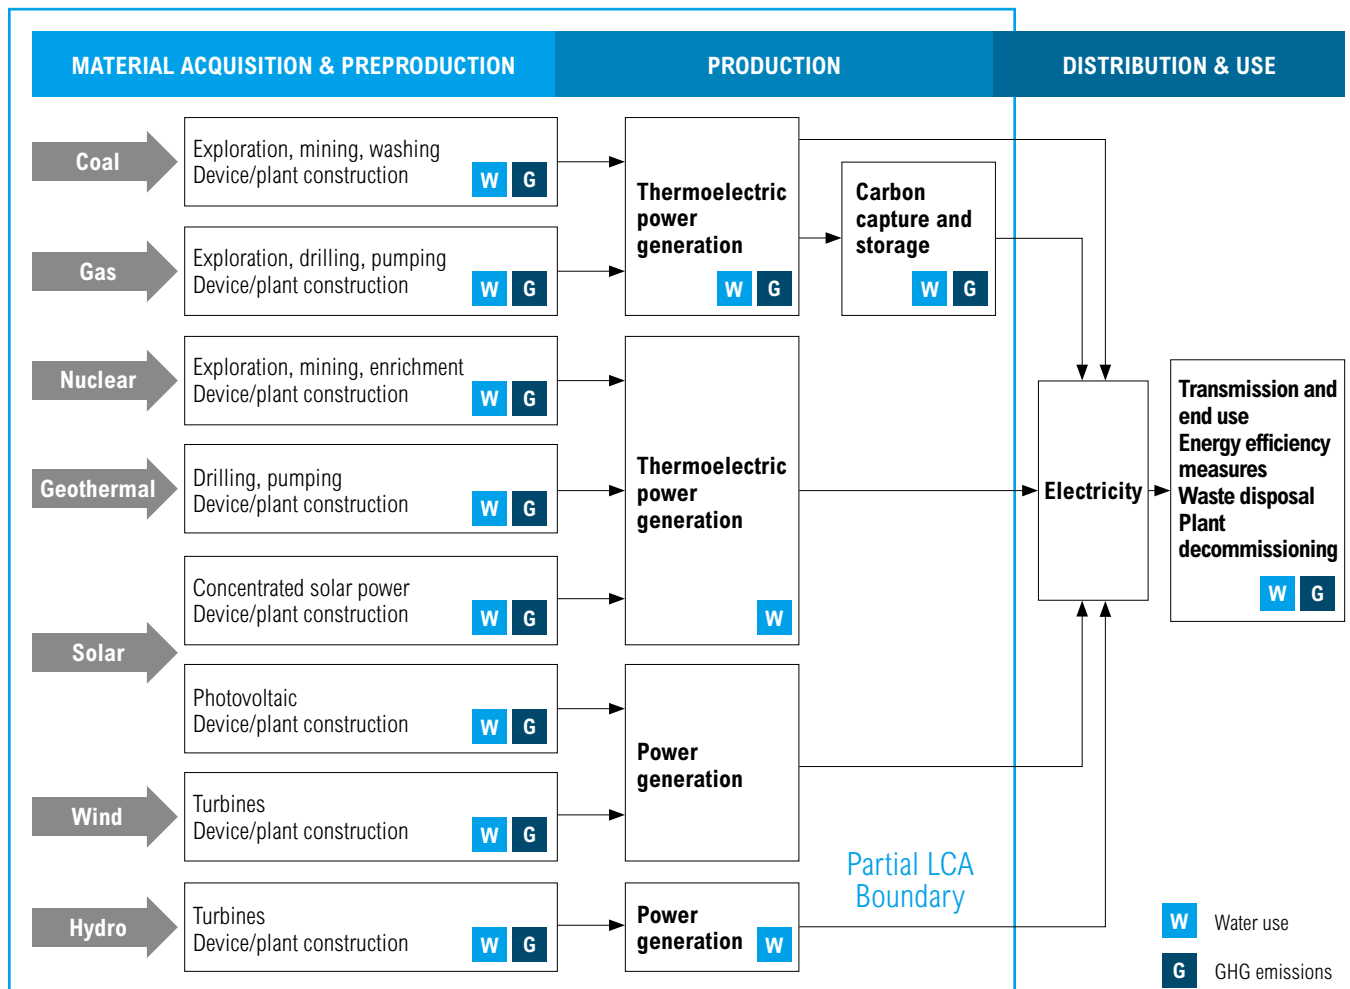 MATERIAL ACQUISITION & PREPRODUCTION
PRODUCTION
DISTRIBUTION & USE
Coal
Exploration, mining, washing
Device/plant construction
W
G
Gas
Exploration, drilling, pumping
Device/plant construction
W
G
Thermoelectric
power
generation
W
G
Carbon
capture and
storage
W
G
Nuclear
Exploration, mining, enrichment
Device/plant construction
W
G
Geothermal
Drilling, pumping
Device/plant construction
W
G
Solar
Concentrated solar power
Device/plant construction
W
G
Thermoelectric
power
generation
W
Photovoltaic
Device/plant construction
W
G
Wind
Turbines
Device/plant construction
W
G
Power
generation
Hydro
Turbines
Device/plant construction
W
G
Power
generation
W
Partial LCA
Boundary
Electricity
Transmission and
end use
Energy efficiency
measures
Waste disposal
Plant
decommissioning
W
G
W
Water use
G
GHG emissions